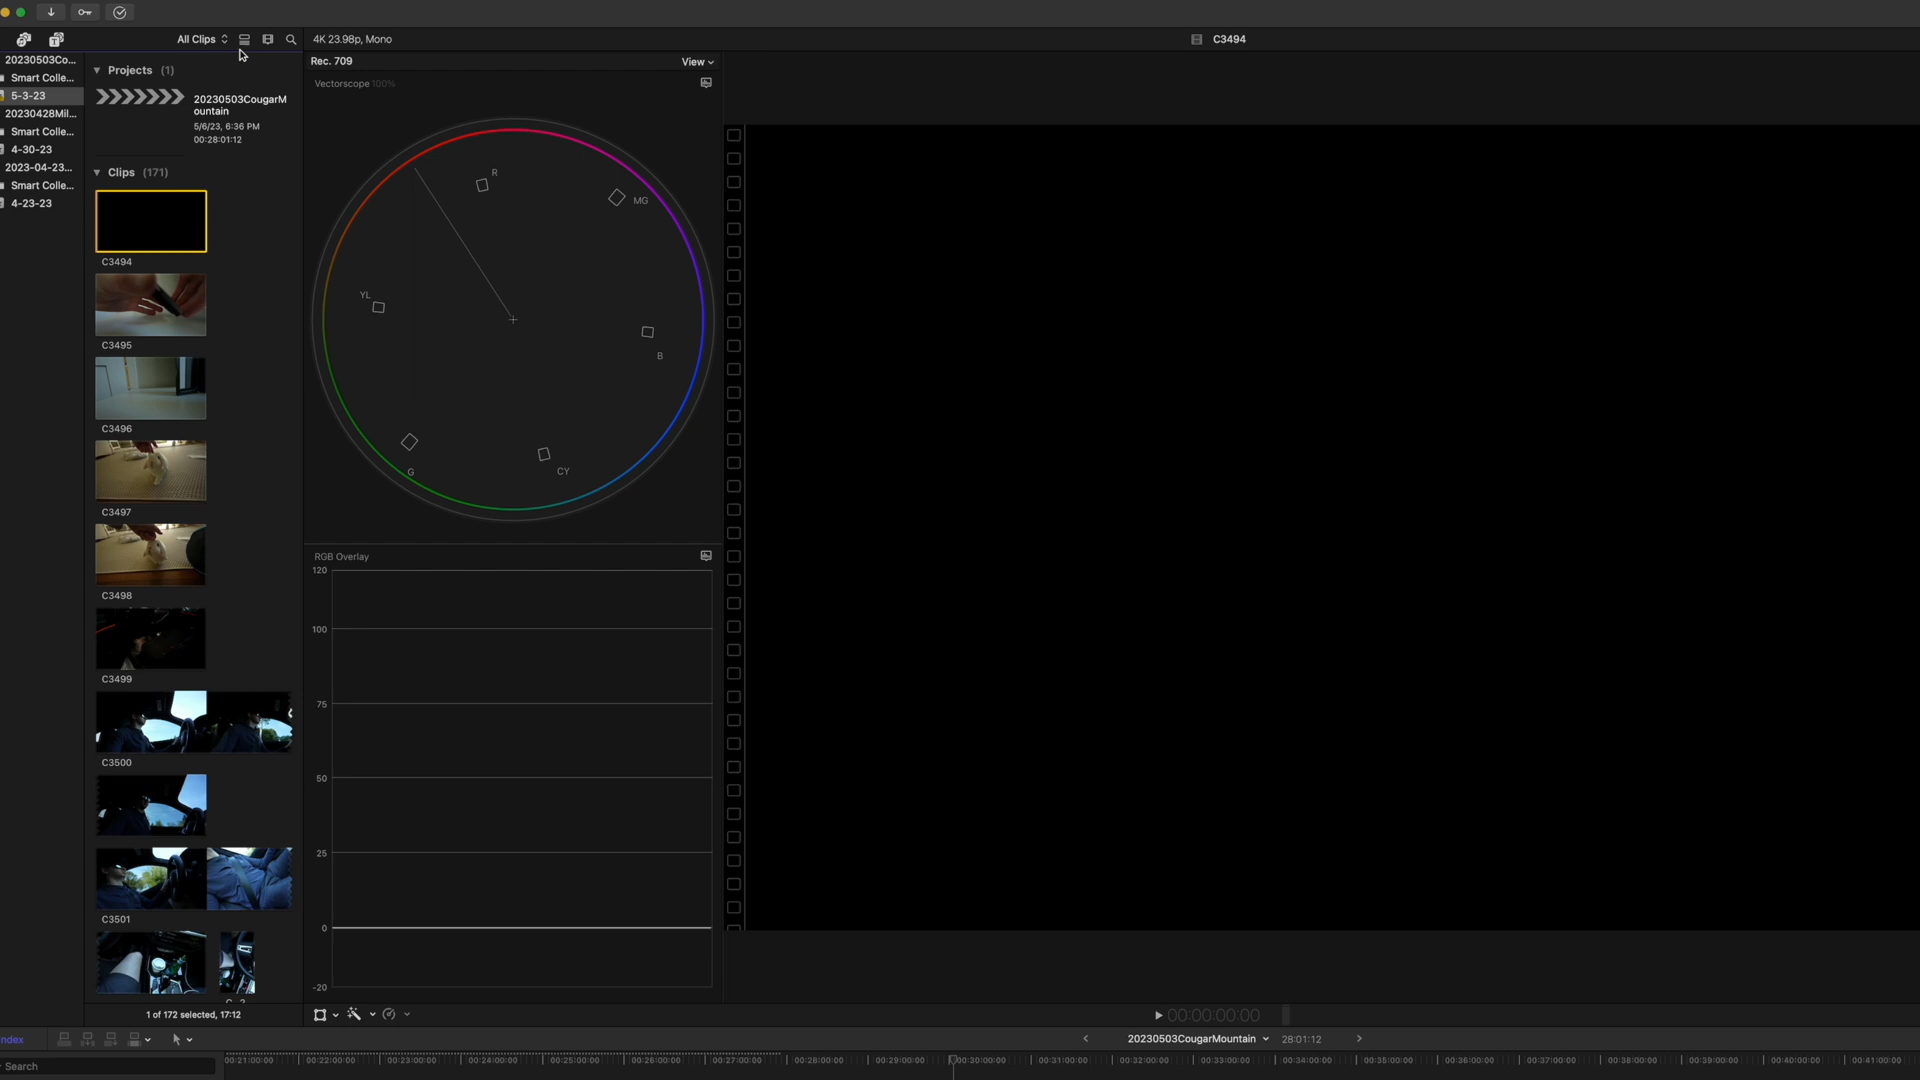 All Clips
4K 23.98p, Mono
C3494
20230503Co...
Smart Colle...
5-3-23
20230428Mil...
Smart Colle...
4-30-23
2023-04-23...
Smart Colle...
4-23-23
Projects (1)
20230503CougarM
ountain
5/6/23, 6:36 PM
00:28:01:12
Clips (171)
C3494
C3495
C3496
C3497
C3498
C3499
C3500
C3501
1 of 172 selected, 17:12
Rec. 709
View
Vectorscope 100%
R
MG
YL
B
G
CY
RGB Overlay
120
100
75
50
25
0
-20
00:00:00:00
ndex
20230503CougarMountain
28:01:12
Search
00:21:00:00
00:22:00:00
00:23:00:00
00:24:00:00
00:25:00:00
00:26:00:00
00:27:00:00
00:28:00:00
00:29:00:00
00:30:00:00
00:31:00:00
00:32:00:00
00:33:00:00
00:34:00:00
00:35:00:00
00:36:00:00
00:37:00:00
00:38:00:00
00:39:00:00
00:40:00:00
00:41:00:00